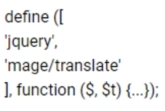 define ([
'jquery',
'mage/translate'
], function ($, $t) {...});